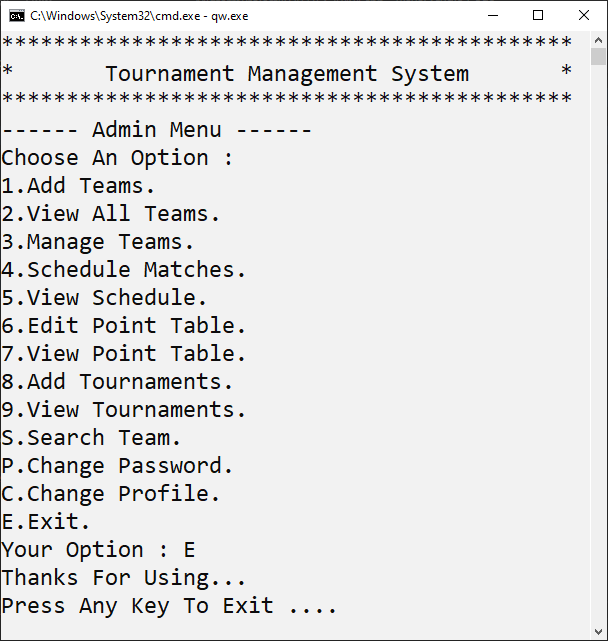 C:\Windows\System32\cmd.exe - qw.exe
********************************************
*       Tournament Management System       *
********************************************
------ Admin Menu ------
Choose An Option :
1.Add Teams.
2.View All Teams.
3.Manage Teams.
4.Schedule Matches.
5.View Schedule.
6.Edit Point Table.
7.View Point Table.
8.Add Tournaments.
9.View Tournaments.
S.Search Team.
P.Change Password.
C.Change Profile.
E.Exit.
Your Option : E
Thanks For Using...
Press Any Key To Exit ....